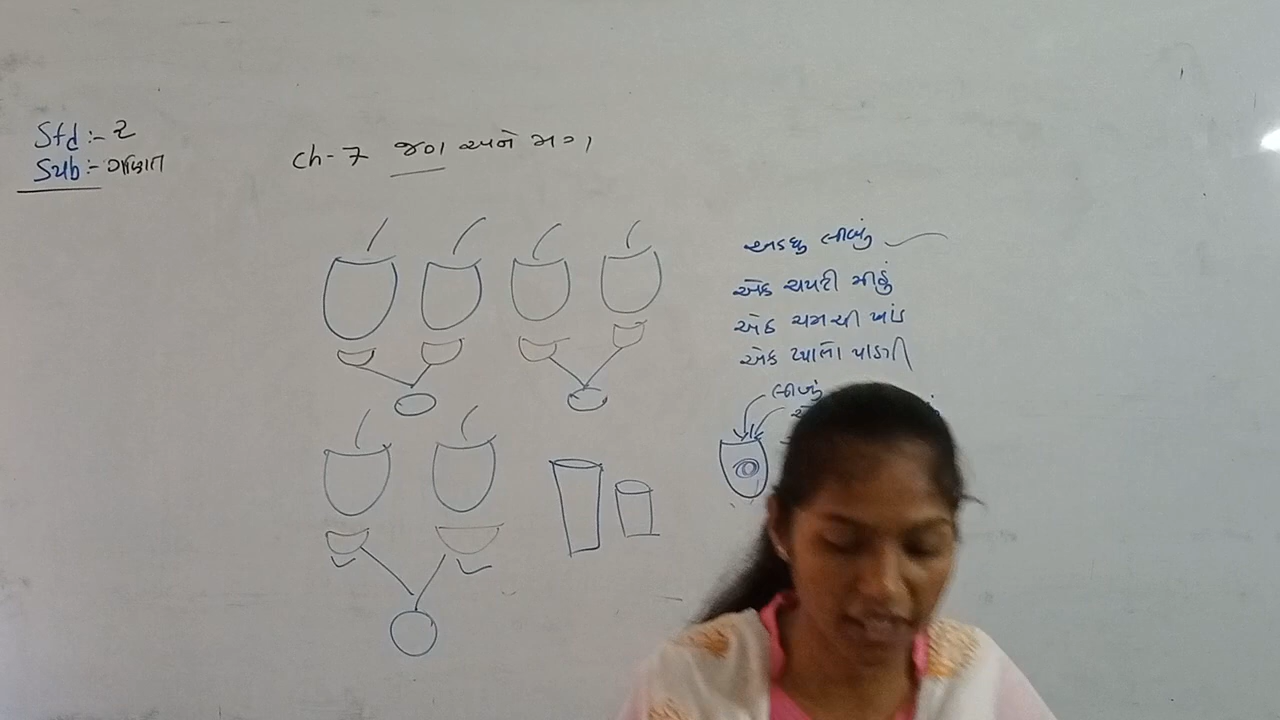 Std :- 2
Sub :- ગણિત
Ch-7 જગ અને મગ
અડધુ લીંબું
એક ચપટી મીઠું
એક ચમચી ખાંડ
એક પ્યાલો પાણી
લીંબું